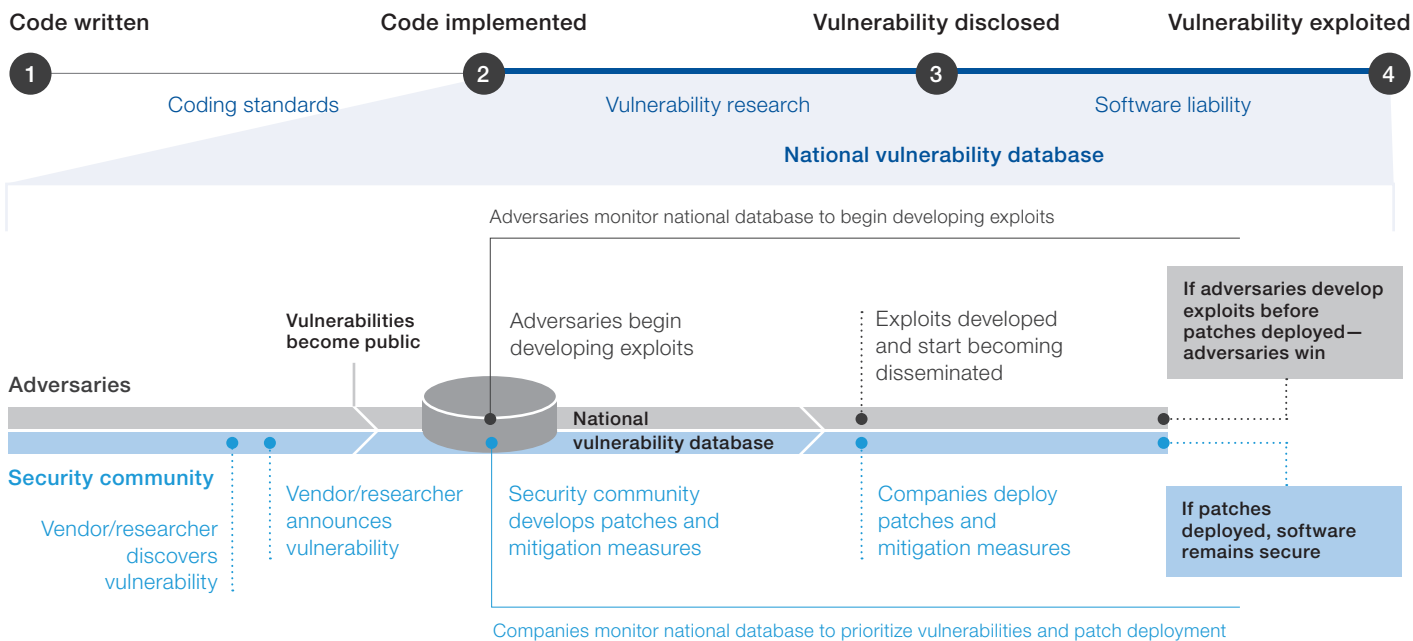 Code written
Code implemented
Vulnerability disclosed
Vulnerability exploited
1
2
3
4
Coding standards
Vulnerability research
Software liability
National vulnerability database
Adversaries monitor national database to begin developing exploits
Vulnerabilities
become public
Adversaries begin
developing exploits
Exploits developed
and start becoming
disseminated
If adversaries develop
exploits before
patches deployed—
adversaries win
Adversaries
National
vulnerability database
Security community
Vendor/researcher
discovers
vulnerability
Vendor/researcher
announces
vulnerability
Security community
develops patches and
mitigation measures
Companies deploy
patches and
mitigation measures
If patches
deployed, software
remains secure
Companies monitor national database to prioritize vulnerabilities and patch deployment